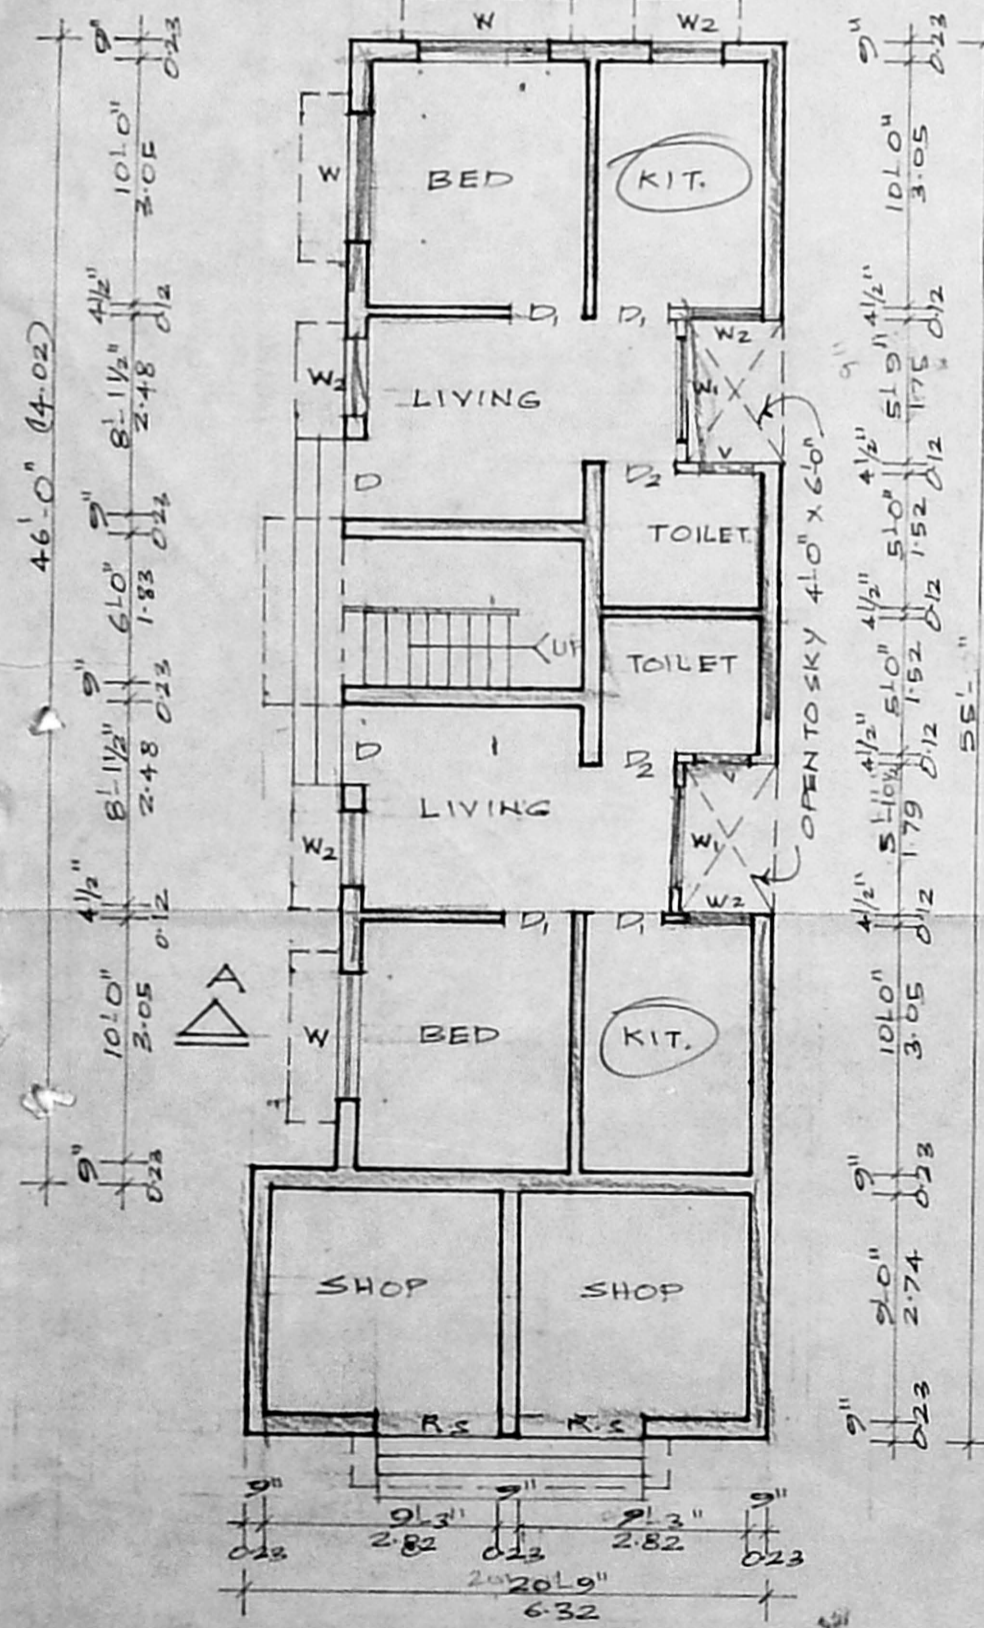 W W2
9" 0.23
10'-0" 3.05
4 1/2" 0.12
8'-1 1/2" 2.48
9" 0.23
6'-0" 1.83
9" 0.23
8'-1 1/2" 2.48
4 1/2" 0.12
10'-0" 3.05
9" 0.23
46'-0" (14.02)
W
BED KIT.
D1 D1
W2
W2 LIVING W1
V
D D2
TOILET
UP
TOILET
D D2
V
LIVING
W2 W1
W2
D1 D1
A
W BED KIT.
SHOP SHOP
R.S R.S
OPEN TO SKY 4'-0" X 6'-0"
9" 0.23
10'-0" 3.05
4 1/2" 0.12
9"
5'-9" 1.75
4 1/2" 0.12
5'-0" 1.52
4 1/2" 0.12
5'-0" 1.52
4 1/2" 0.12
1.79
4 1/2" 0.12
10'-0" 3.05
9" 0.23
9'-0" 2.74
9" 0.23
55'-
9" 9" 9"
9'-3" 9'-3"
2.82 2.82
0.23 0.23 0.23
20'-9"
6.32